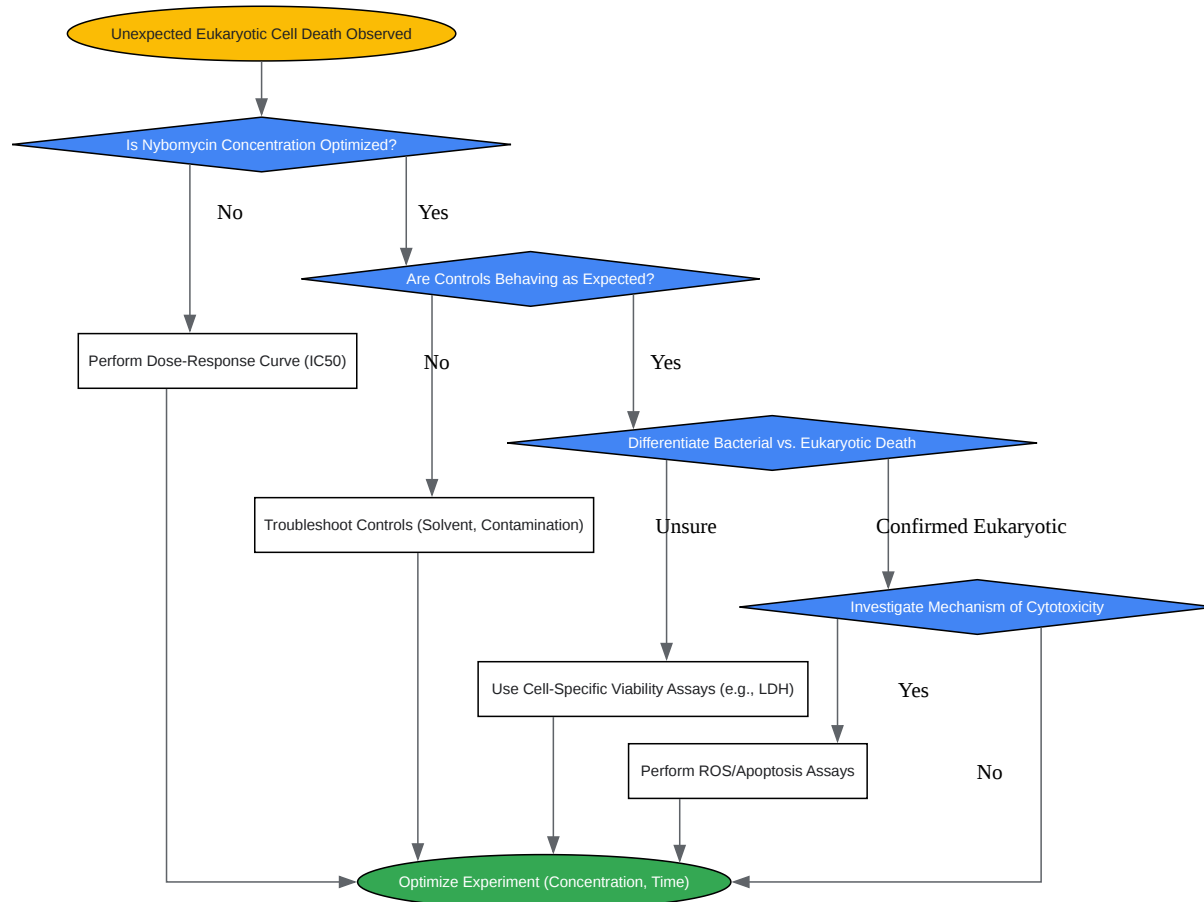 Unexpected Eukaryotic Cell Death Observed
Is Nybomycin Concentration Optimized?
No
Yes
Are Controls Behaving as Expected?
Perform Dose-Response Curve (IC50)
No
Yes
Differentiate Bacterial vs. Eukaryotic Death
Troubleshoot Controls (Solvent, Contamination)
Unsure
Confirmed Eukaryotic
Investigate Mechanism of Cytotoxicity
Use Cell-Specific Viability Assays (e.g., LDH)
Yes
Perform ROS/Apoptosis Assays
No
Optimize Experiment (Concentration, Time)